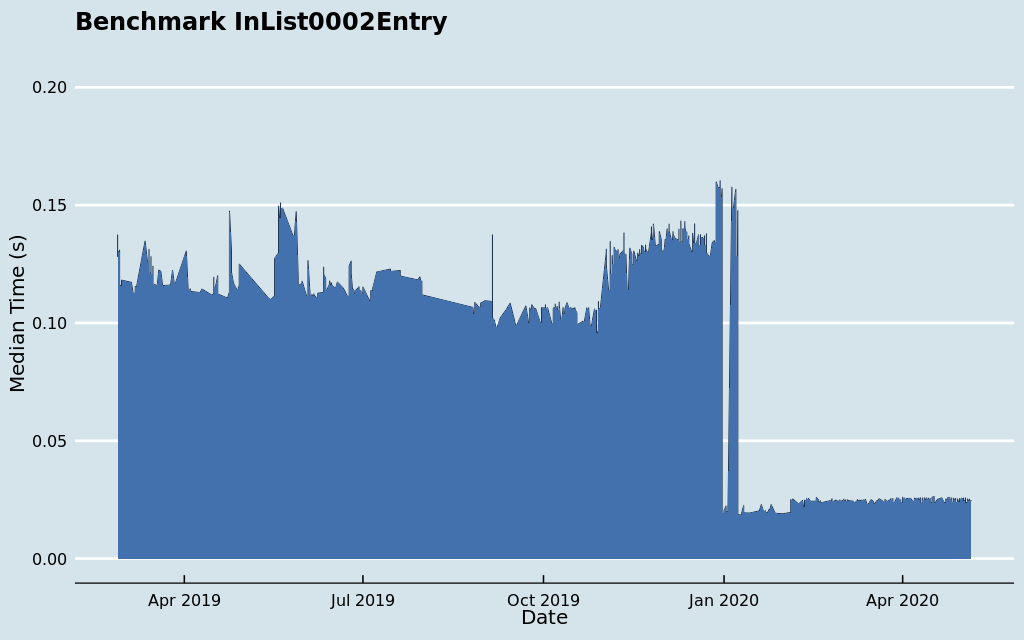 Benchmark InList0002Entry
0.20
0.15
0.10
0.05
0.00
Median Time (s)
Apr 2019
Jul 2019
Oct 2019
Jan 2020
Apr 2020
Date